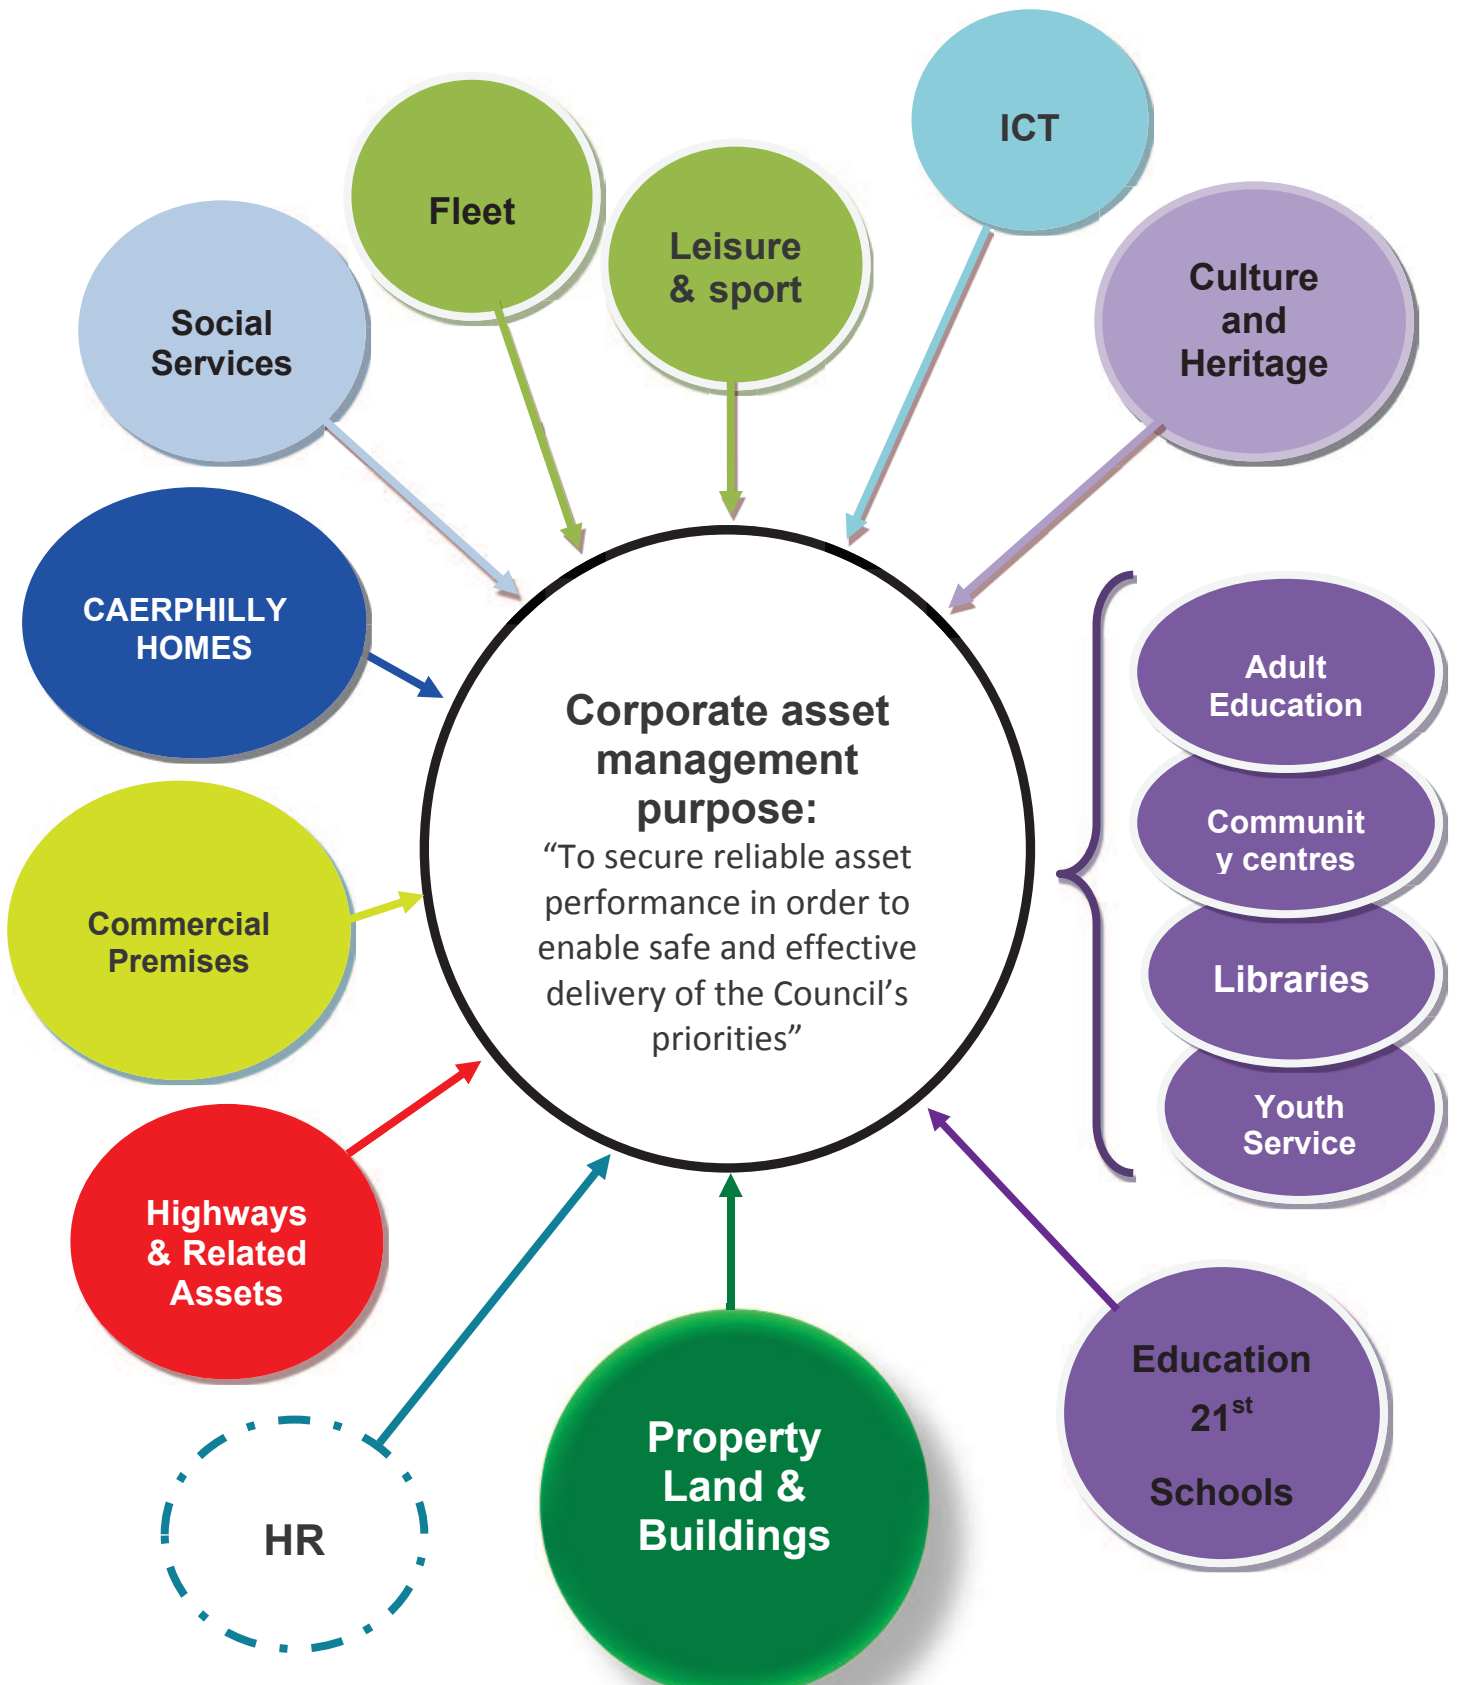 ICT
Fleet
Leisure
& sport
Culture
and
Heritage
Social
Services
CAERPHILLY
HOMES
Adult
Education
Corporate asset
management
purpose:
“To secure reliable asset
performance in order to
enable safe and effective
delivery of the Council’s
priorities”
Communit
y centres
Commercial
Premises
Libraries
Youth
Service
Highways
& Related
Assets
Education
21st
Schools
Property
Land &
Buildings
HR